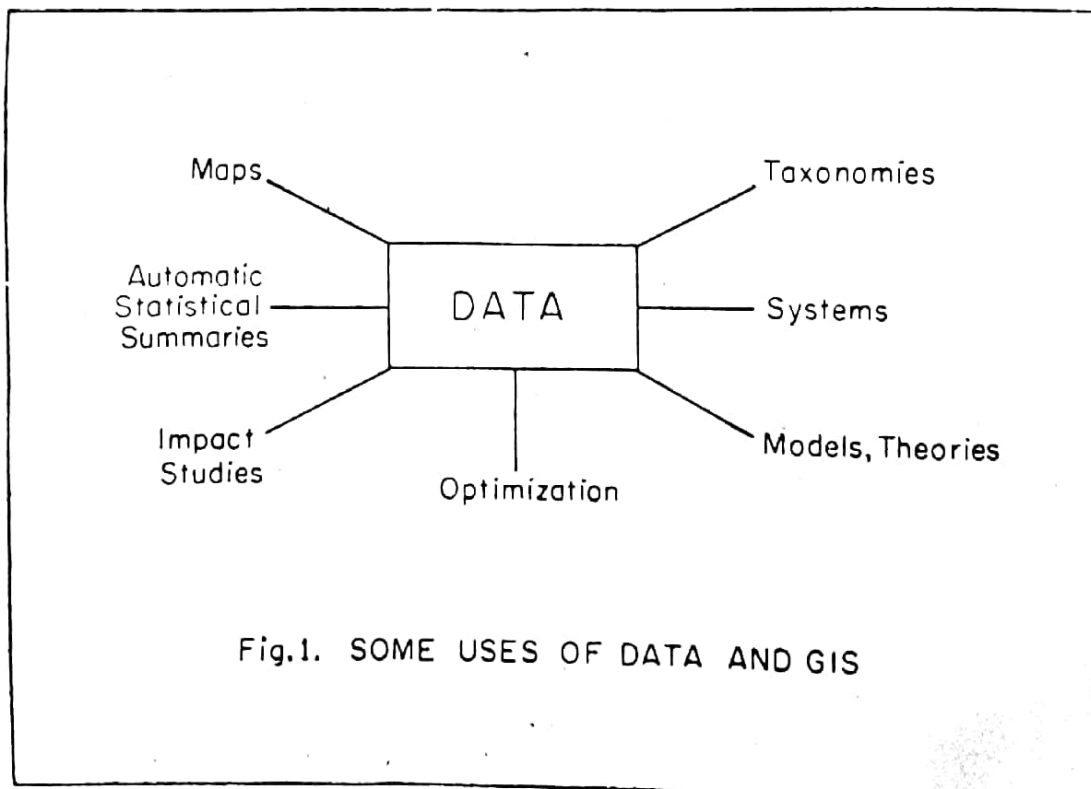 Maps
Taxonomies
Automatic
Statistical
Summaries
DATA
Systems
Impact
Studies
Models, Theories
Optimization
Fig.1. SOME USES OF DATA AND GIS